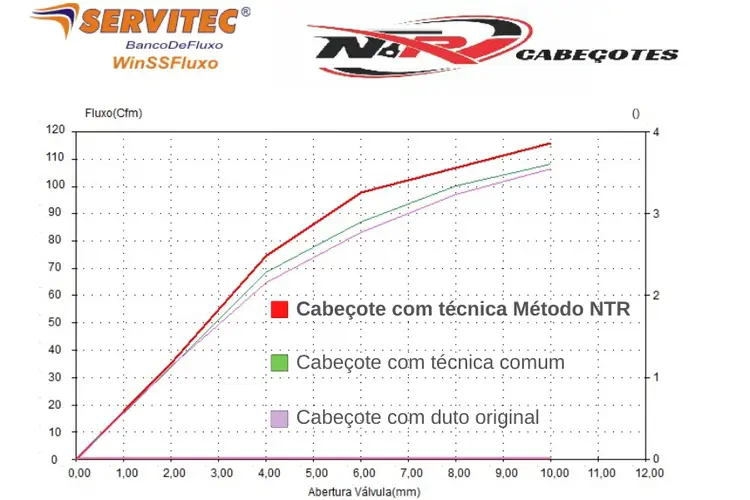 SERVITEC®
BancoDeFluxo
WinSSFluxo
NTR CABEÇOTES
Fluxo(Cfm)
()
120
110
100
90
80
70
60
50
40
30
20
10
0
4
3
2
1
0
Cabeçote com técnica Método NTR
Cabeçote com técnica comum
Cabeçote com duto original
0,00 1,00 2,00 3,00 4,00 5,00 6,00 7,00 8,00 9,00 10,00 11,00 12,00
Abertura Válvula(mm)